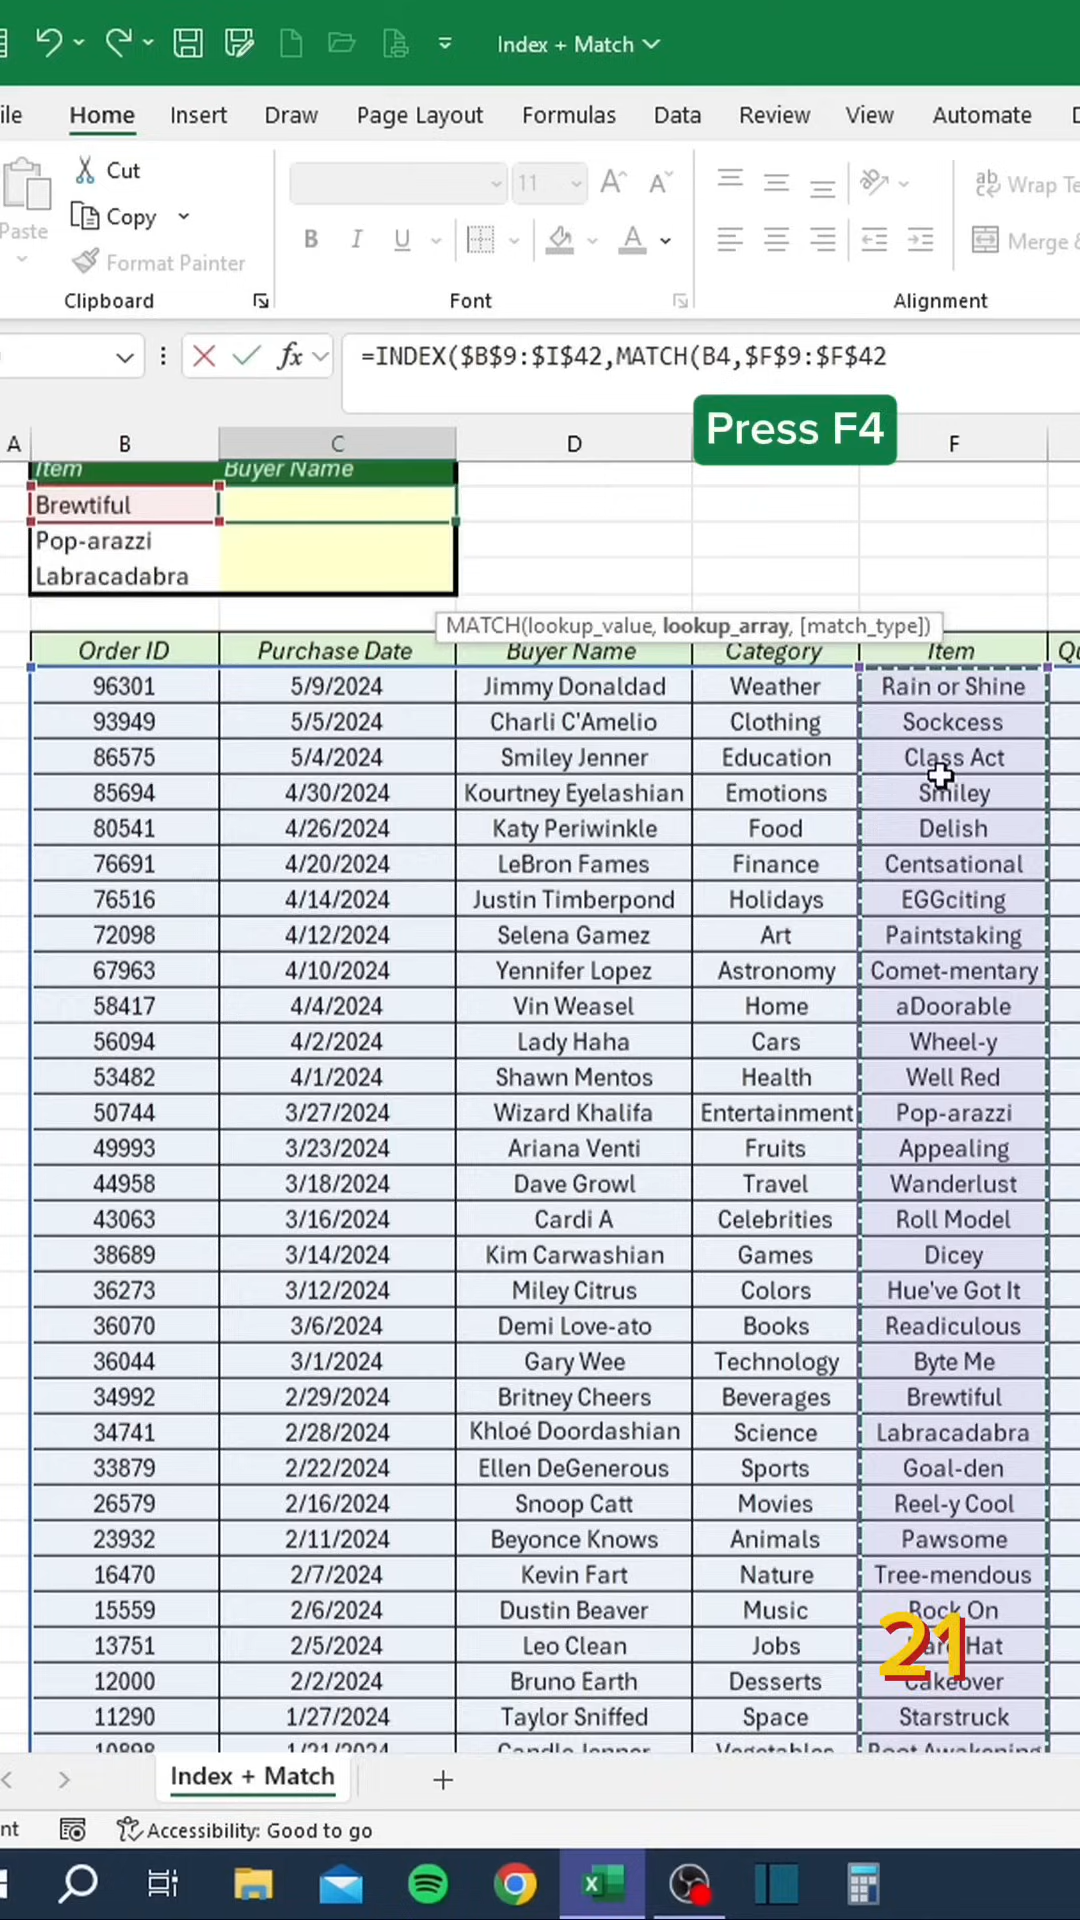 Index + Match
ile Home Insert Draw Page Layout Formulas Data Review View Automate
Cut
11
ab Wrap Te
Paste Copy
B I U A
Merge &
Format Painter
Clipboard Font Alignment
fx =INDEX($B$9:$I$42,MATCH(B4,$F$9:$F$42
Press F4
A B C D F
Item Buyer Name
Brewtiful
Pop-arazzi
Labracadabra
MATCH(lookup_value, lookup_array, [match_type])
Order ID Purchase Date Buyer Name Category Item Qu
96301 5/9/2024 Jimmy Donaldad Weather Rain or Shine
93949 5/5/2024 Charli C'Amelio Clothing Sockcess
86575 5/4/2024 Smiley Jenner Education Class Act
85694 4/30/2024 Kourtney Eyelashian Emotions Smiley
80541 4/26/2024 Katy Periwinkle Food Delish
76691 4/20/2024 LeBron Fames Finance Centsational
76516 4/14/2024 Justin Timberpond Holidays EGGciting
72098 4/12/2024 Selena Gamez Art Paintstaking
67963 4/10/2024 Yennifer Lopez Astronomy Comet-mentary
58417 4/4/2024 Vin Weasel Home aDoorable
56094 4/2/2024 Lady Haha Cars Wheel-y
53482 4/1/2024 Shawn Mentos Health Well Red
50744 3/27/2024 Wizard Khalifa Entertainment Pop-arazzi
49993 3/23/2024 Ariana Venti Fruits Appealing
44958 3/18/2024 Dave Growl Travel Wanderlust
43063 3/16/2024 Cardi A Celebrities Roll Model
38689 3/14/2024 Kim Carwashian Games Dicey
36273 3/12/2024 Miley Citrus Colors Hue've Got It
36070 3/6/2024 Demi Love-ato Books Readiculous
36044 3/1/2024 Gary Wee Technology Byte Me
34992 2/29/2024 Britney Cheers Beverages Brewtiful
34741 2/28/2024 Khloé Doordashian Science Labracadabra
33879 2/22/2024 Ellen DeGenerous Sports Goal-den
26579 2/16/2024 Snoop Catt Movies Reel-y Cool
23932 2/11/2024 Beyonce Knows Animals Pawsome
16470 2/7/2024 Kevin Fart Nature Tree-mendous
15559 2/6/2024 Dustin Beaver Music Rock On
13751 2/5/2024 Leo Clean Jobs Hat
21
12000 2/2/2024 Bruno Earth Desserts Cakeover
11290 1/27/2024 Taylor Sniffed Space Starstruck
10898 1/21/2024 Jenner Vegetables Root Awakening
Index + Match
nt Accessibility: Good to go